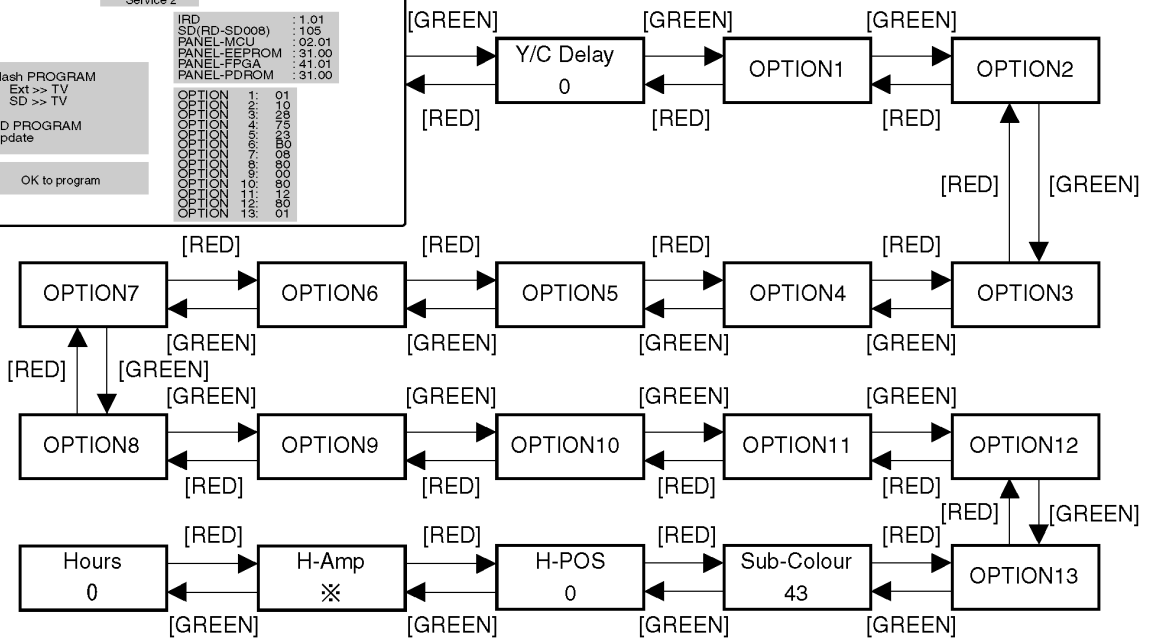 Service 2
IRD : 1.01
SD(RD-SD008) : 105
PANEL-MCU : 02.01
PANEL-EEPROM : 31.00
PANEL-FPGA : 41.01
PANEL-PDROM : 31.00
lash PROGRAM
Ext >> TV
SD >> TV
D PROGRAM
pdate
OK to program
OPTION 1: 01
OPTION 2: 10
OPTION 3: 28
OPTION 4: 75
OPTION 5: 23
OPTION 6: B0
OPTION 7: 08
OPTION 8: 80
OPTION 9: 00
OPTION 10: 80
OPTION 11: 12
OPTION 12: 80
OPTION 13: 01
[GREEN] [GREEN] [GREEN]
Y/C Delay
0
OPTION1 OPTION2
[RED] [RED] [RED]
[RED] [GREEN]
[RED] [RED] [RED] [RED]
OPTION7 OPTION6 OPTION5 OPTION4 OPTION3
[GREEN] [GREEN] [GREEN] [GREEN]
[RED] [GREEN]
[GREEN] [GREEN] [GREEN] [GREEN]
OPTION8 OPTION9 OPTION10 OPTION11 OPTION12
[RED] [RED] [RED] [RED]
[RED] [GREEN]
[RED] [RED] [RED] [RED]
Hours H-Amp H-POS Sub-Colour OPTION13
0 ※ 0 43
[GREEN] [GREEN] [GREEN] [GREEN]